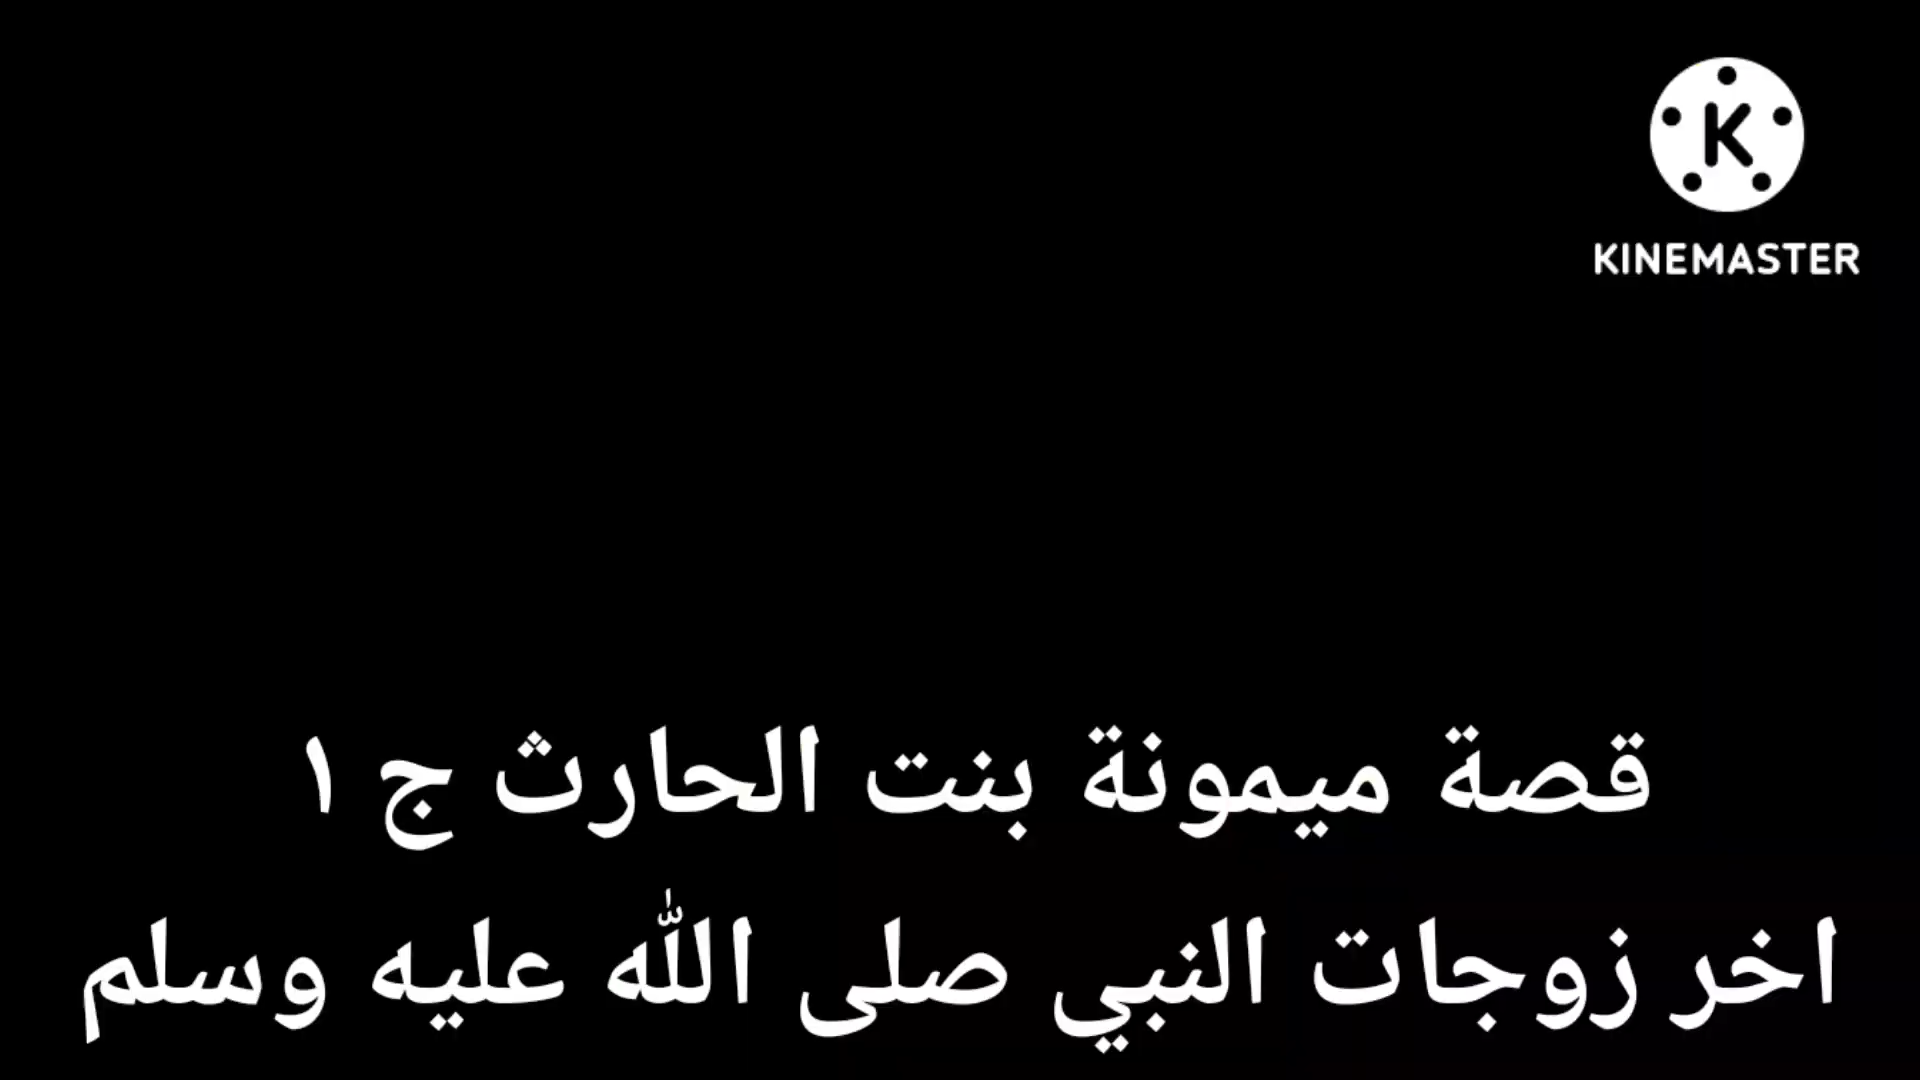 KINEMASTER
قصة ميمونة بنت الحارث ج ١
اخر زوجات النبي صلى الله عليه وسلم